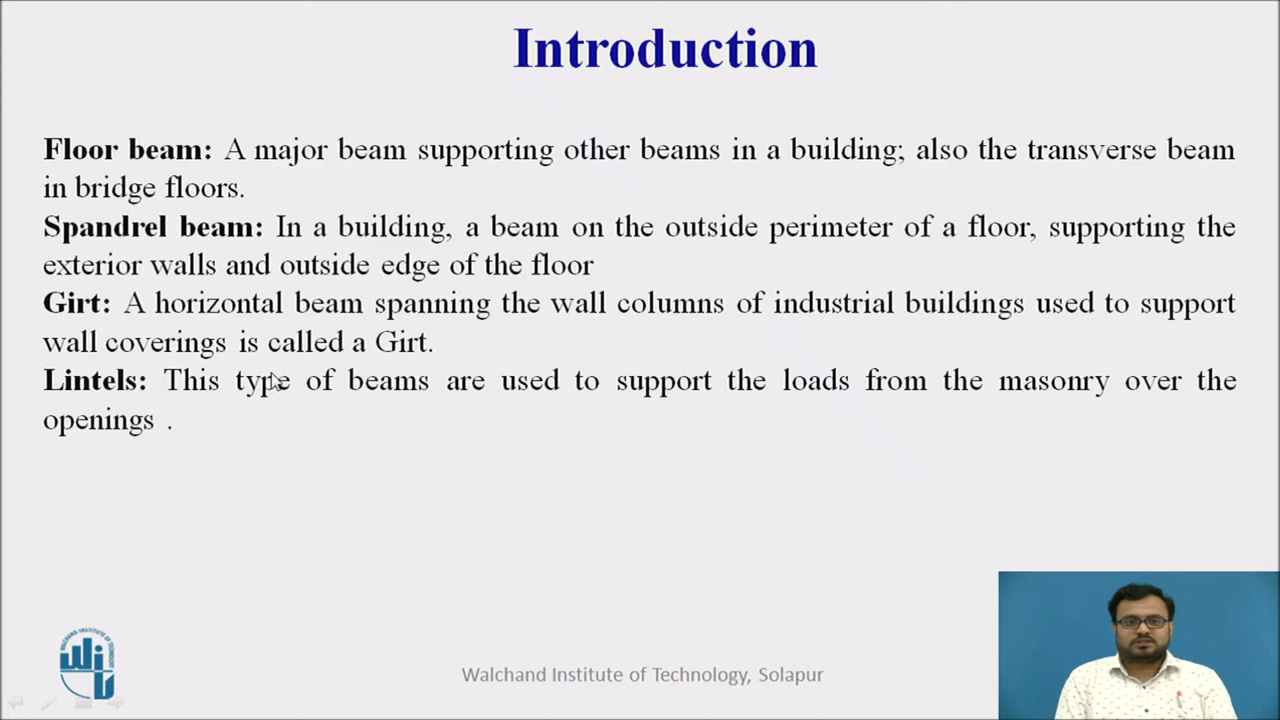 Introduction
Floor beam: A major beam supporting other beams in a building; also the transverse beam
in bridge floors.
Spandrel beam: In a building, a beam on the outside perimeter of a floor, supporting the
exterior walls and outside edge of the floor
Girt: A horizontal beam spanning the wall columns of industrial buildings used to support
wall coverings is called a Girt.
Lintels: This type of beams are used to support the loads from the masonry over the
openings .
WALCHAND INSTITUTE OF TECHNOLOGY
Walchand Institute of Technology, Solapur